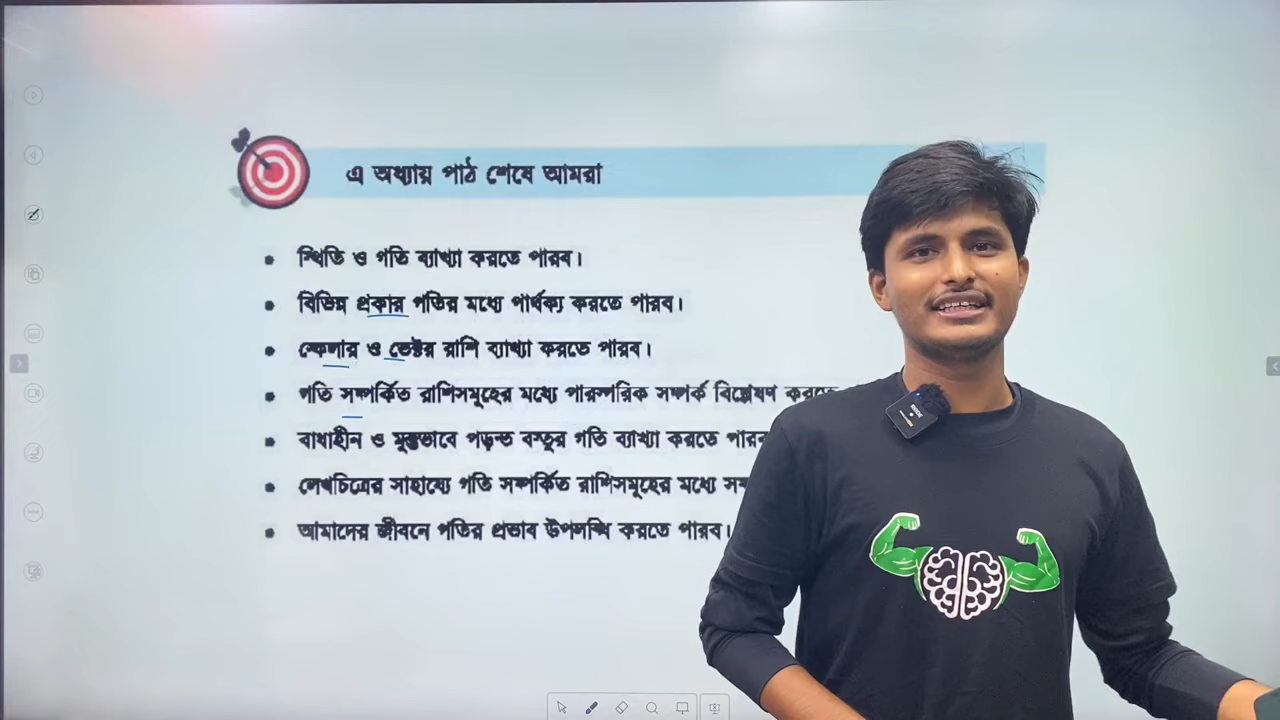 এ অধ্যায় পাঠ শেষে আমরা
স্থিতি ও গতি ব্যাখ্যা করতে পারব।
বিভিন্ন প্রকার গতির মধ্যে পার্থক্য করতে পারব।
স্কেলার ও ভেক্টর রাশি ব্যাখ্যা করতে পারব।
গতি সম্পর্কিত রাশিসমূহের মধ্যে পারস্পরিক সম্পর্ক বিশ্লেষণ করতে
বাধাহীন ও মুক্তভাবে পড়ন্ত বস্তুর গতি ব্যাখ্যা করতে পারব
লেখচিত্রের সাহায্যে গতি সম্পর্কিত রাশিসমূহের মধ্যে
আমাদের জীবনে গতির প্রভাব উপলব্ধি করতে পারব।